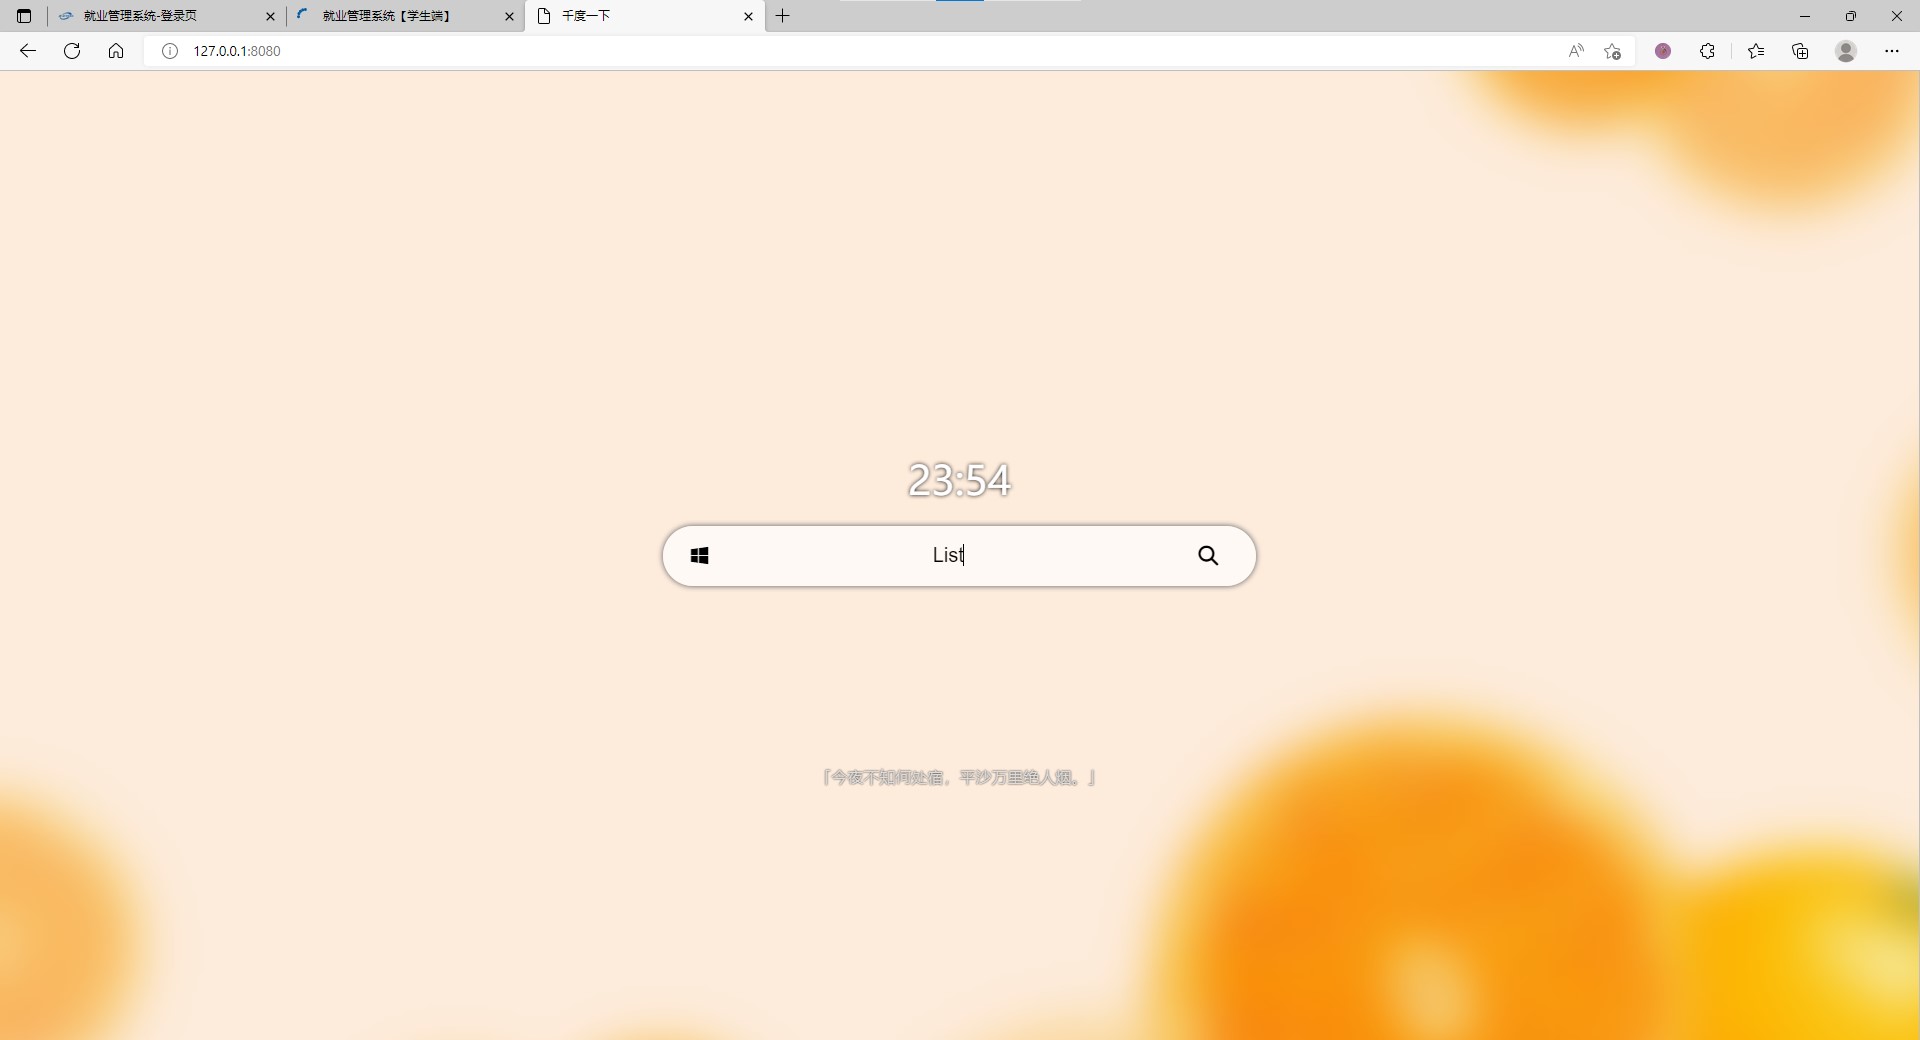 就业管理系统-登录页
就业管理系统【学生端】
千度一下
127.0.0.1:8080
23:54
List
「今夜不知何处宿，平沙万里绝人烟。」